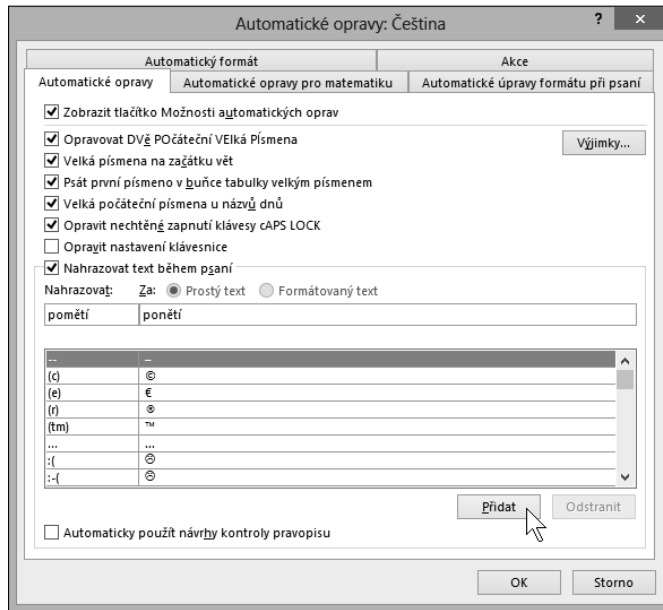 Automatické opravy: Čeština
? ×
Automatický formát Akce
Automatické opravy Automatické opravy pro matematiku Automatické úpravy formátu při psaní
Zobrazit tlačítko Možnosti automatických oprav
Opravovat DVě POčáteční VElká PÍsmena Výjimky...
Velká písmena na začátku vět
Psát první písmeno v buňce tabulky velkým písmenem
Velká počáteční písmena u názvů dnů
Opravit nechtěné zapnutí klávesy cAPS LOCK
Opravit nastavení klávesnice
Nahrazovat text během psaní
Nahrazovat: Za: Prostý text Formátovaný text
pomětí ponětí
-- –
(c) ©
(e) €
(r) ®
(tm) ™
... …
:( ☹
:-( ☹
Přidat Odstranit
Automaticky použít návrhy kontroly pravopisu
OK Storno